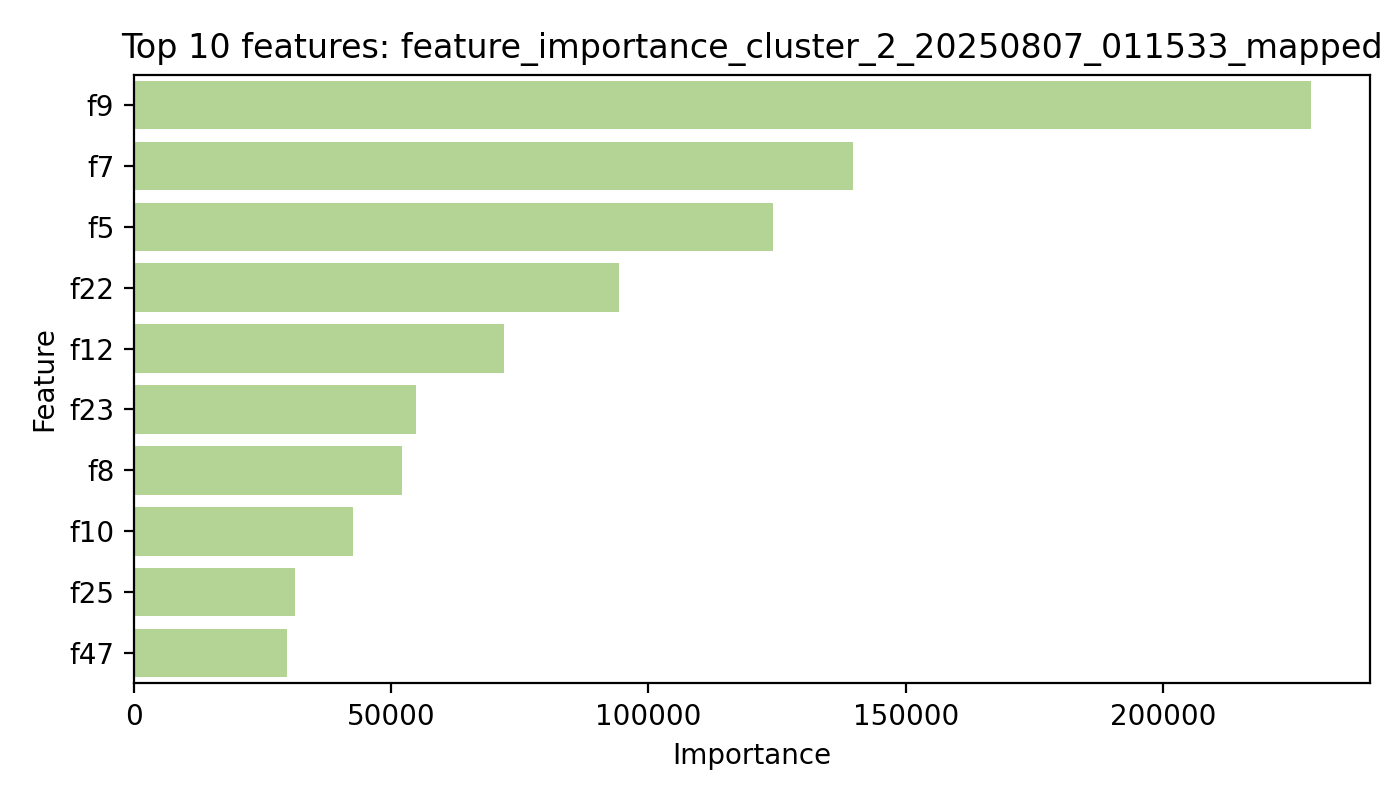 Top 10 features: feature_importance_cluster_2_20250807_011533_mapped
Feature
f9
f7
f5
f22
f12
f23
f8
f10
f25
f47
0 50000 100000 150000 200000
Importance